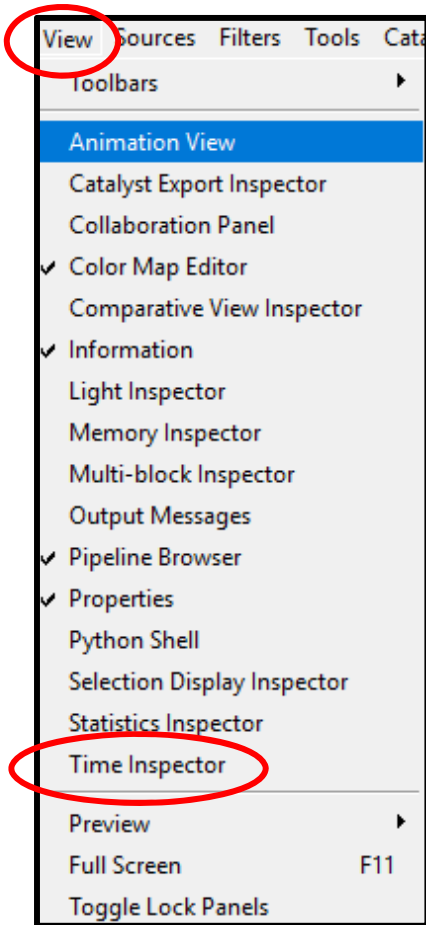 View Sources Filters Tools Cata
Toolbars
Animation View
Catalyst Export Inspector
Collaboration Panel
Color Map Editor
Comparative View Inspector
Information
Light Inspector
Memory Inspector
Multi-block Inspector
Output Messages
Pipeline Browser
Properties
Python Shell
Selection Display Inspector
Statistics Inspector
Time Inspector
Preview
Full Screen F11
Toggle Lock Panels